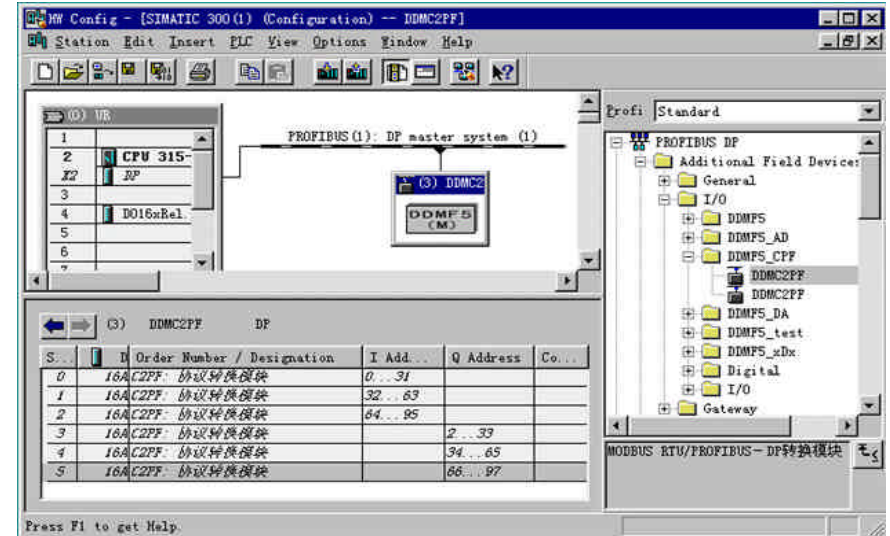 HW Config - [SIMATIC 300(1) (Configuration) -- DDMC2PF]
Station Edit Insert PLC View Options Window Help
(0) UR
1
2 CPU 315-
X2 DP
3
4 DO16xRel.
5
6
7
PROFIBUS(1): DP master system (1)
(3) DDMC2
DDMF5
(M)
Profi Standard
PROFIBUS DP
Additional Field Devices
General
I/O
DDMF5
DDMF5_AD
DDMF5_CPF
DDMC2PF
DDMC2PF
DDMF5_DA
DDMF5_test
DDMF5_xDx
Digital
I/O
Gateway
MODBUS RTU/PROFIBUS-DP转换模块
(3) DDMC2PF DP
S... D Order Number / Designation I Add... Q Address Co...
0 16A C2PF: 协议转换模块 0...31
1 16A C2PF: 协议转换模块 32...63
2 16A C2PF: 协议转换模块 64...95
3 16A C2PF: 协议转换模块 2...33
4 16A C2PF: 协议转换模块 34...65
5 16A C2PF: 协议转换模块 66...97
Press F1 to get Help.